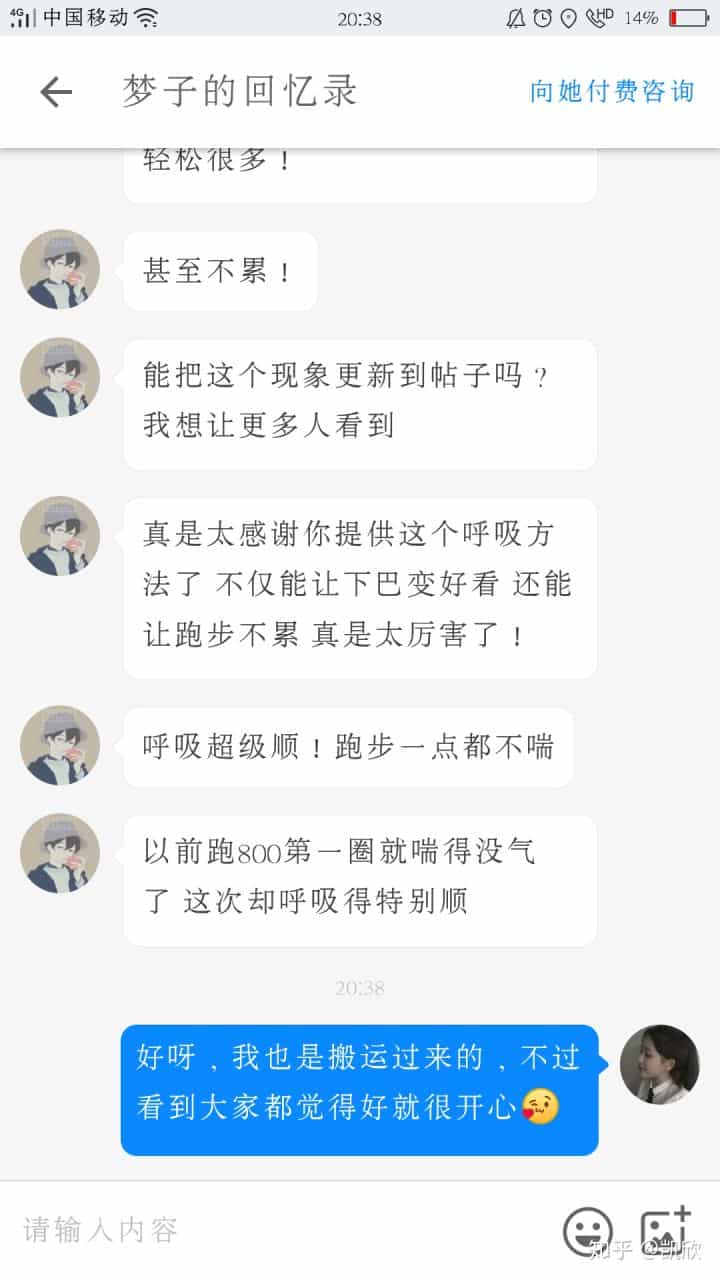 4G 中国移动 20:38 HD 14%
梦子的回忆录 向她付费咨询
轻松很多！
甚至不累！
能把这个现象更新到帖子吗？
我想让更多人看到
真是太感谢你提供这个呼吸方
法了 不仅能让下巴变好看 还能
让跑步不累 真是太厉害了！
呼吸超级顺！跑步一点都不喘
以前跑800第一圈就喘得没气
了 这次却呼吸得特别顺
20:38
好呀，我也是搬运过来的，不过
看到大家都觉得好就很开心
请输入内容
知乎 @凯欣